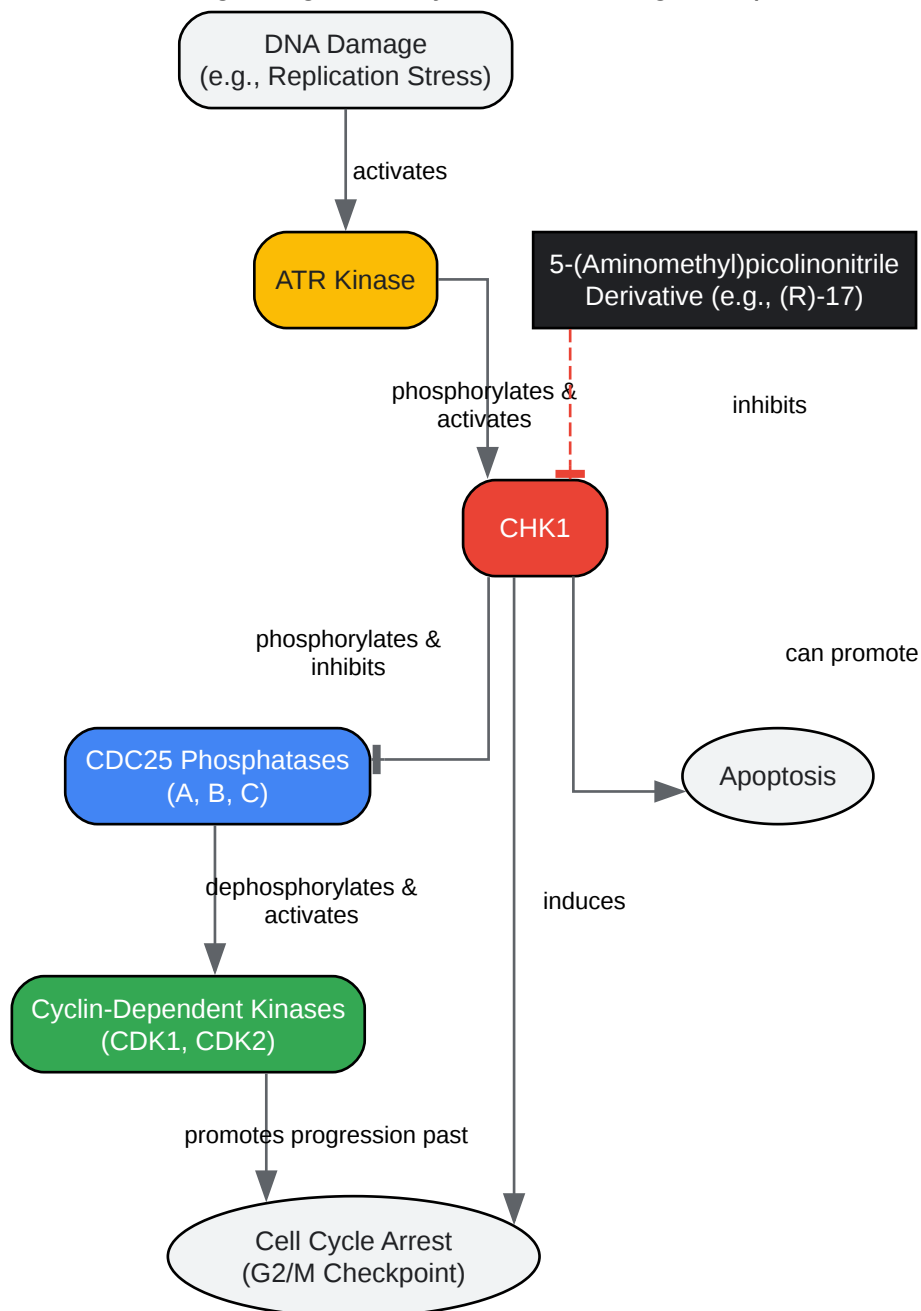 DNA Damage
(e.g., Replication Stress)
activates
ATR Kinase
5-(Aminomethyl)picolinonitrile
Derivative (e.g., (R)-17)
phosphorylates &
activates
inhibits
CHK1
phosphorylates &
inhibits
can promote
CDC25 Phosphatases
(A, B, C)
Apoptosis
dephosphorylates &
activates
induces
Cyclin-Dependent Kinases
(CDK1, CDK2)
promotes progression past
Cell Cycle Arrest
(G2/M Checkpoint)